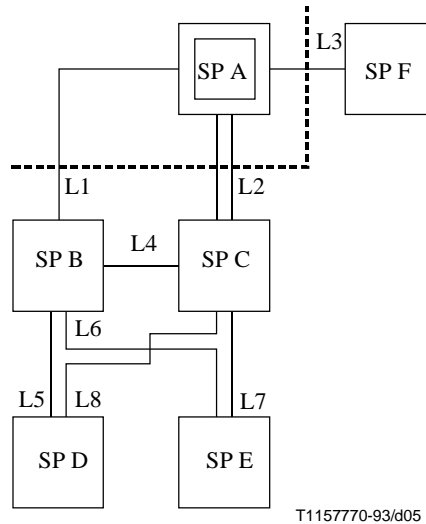 L3
SP A
SP F
L1
L2
L4
SP B
SP C
L6
L5
L8
L7
SP D
SP E
T1157770-93/d05